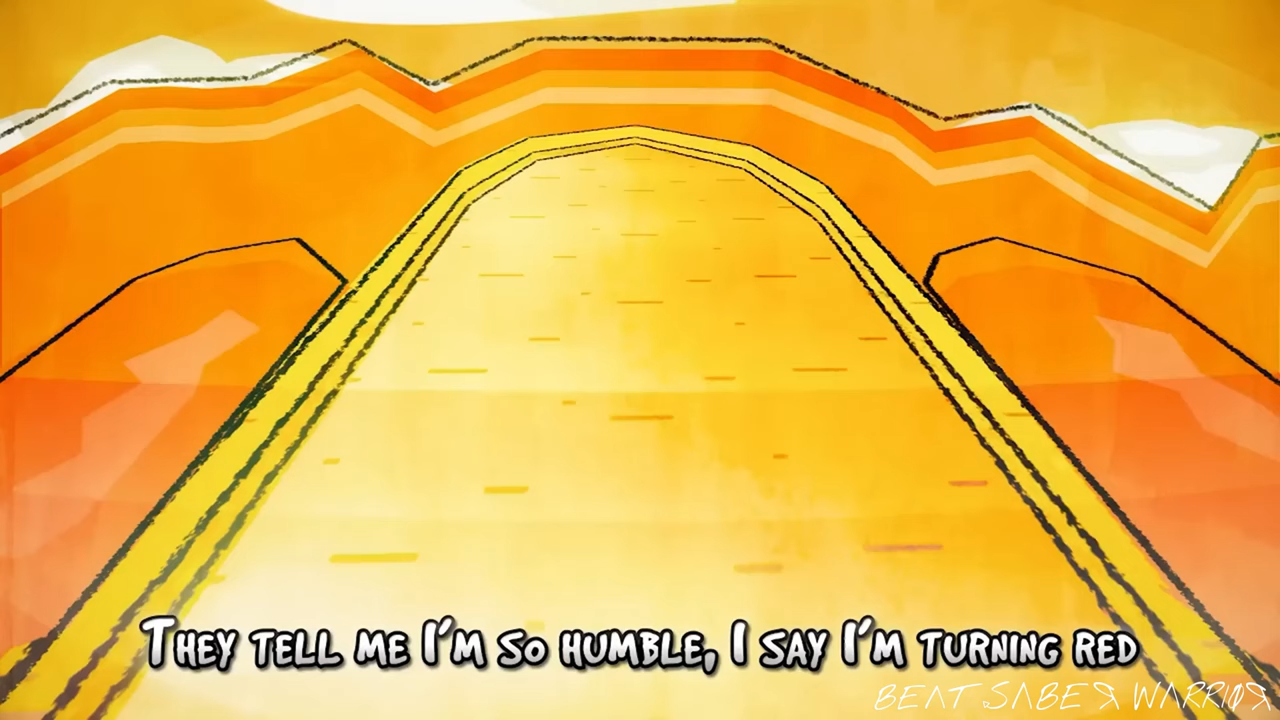 They tell me I'm so humble, I say I'm turning red
BEAT SABER WARRIOR